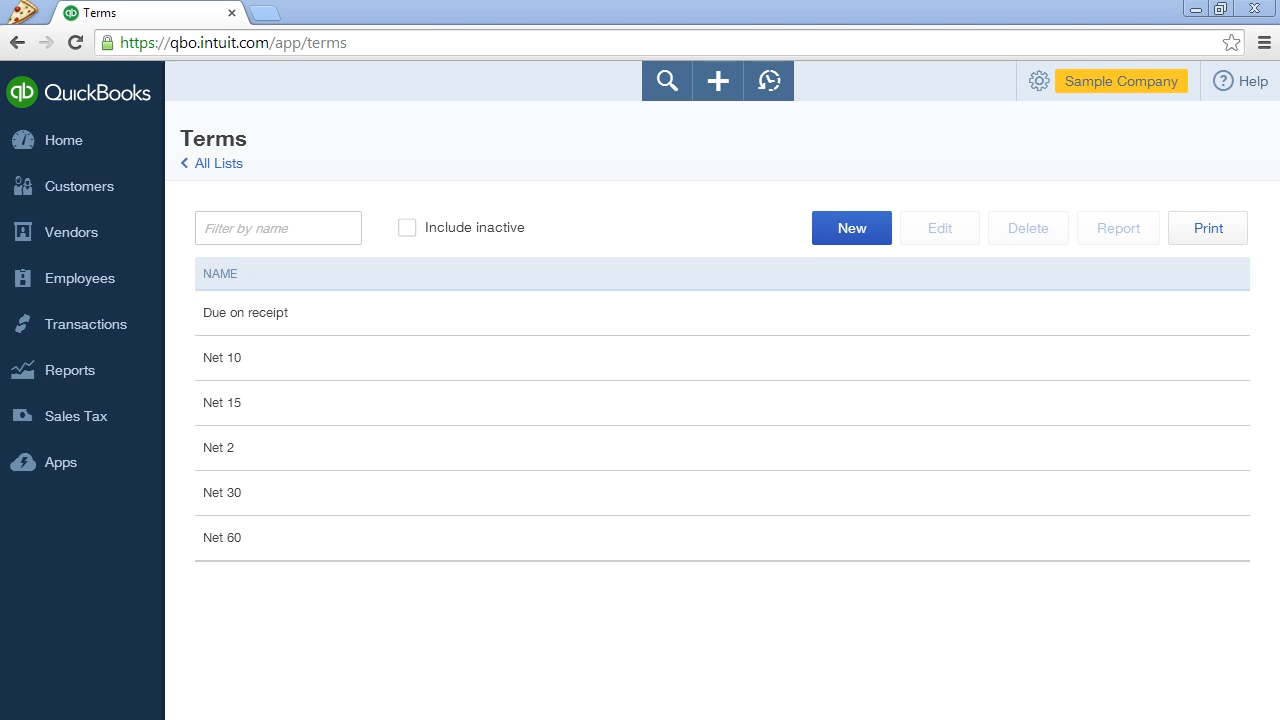 Terms
https://qbo.intuit.com/app/terms
qb QuickBooks
Sample Company
Help
Home
Customers
Vendors
Employees
Transactions
Reports
Sales Tax
Apps
Terms
All Lists
Filter by name
Include inactive
New
Edit
Delete
Report
Print
NAME
Due on receipt
Net 10
Net 15
Net 2
Net 30
Net 60